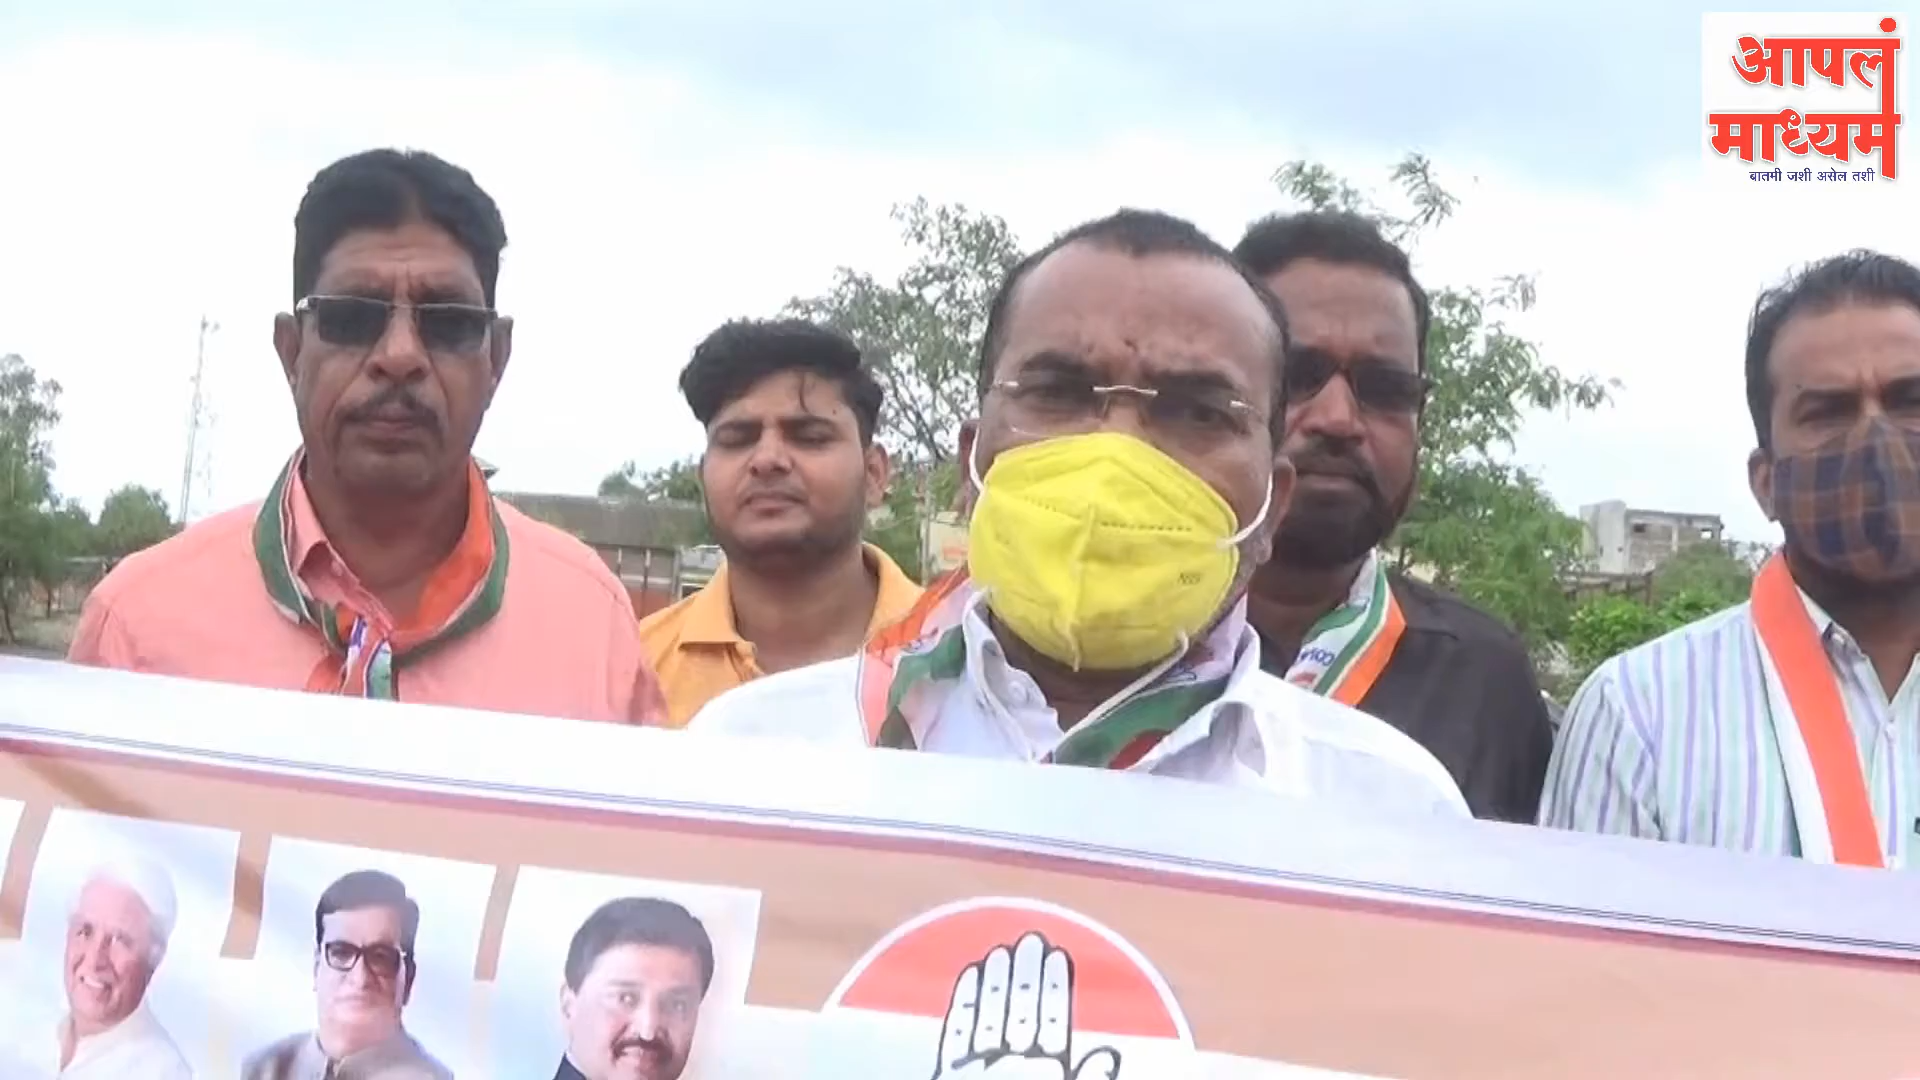 आपलं
माध्यम
बातमी जशी असेल तशी